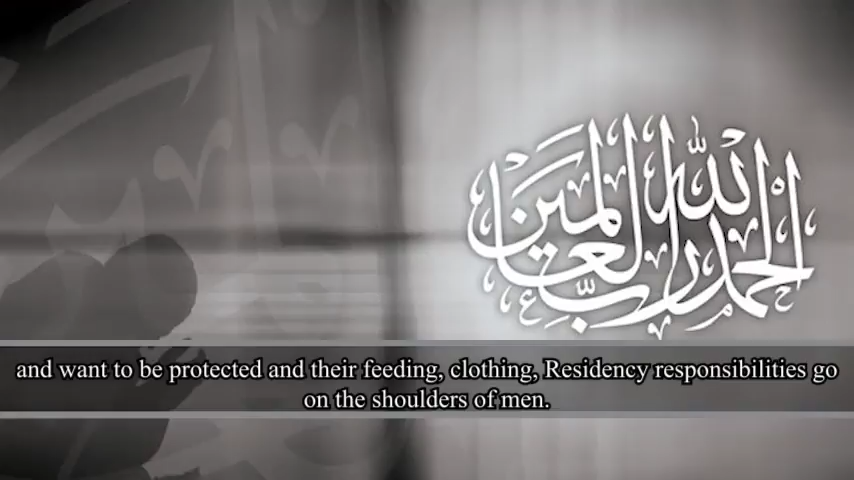 الحمد لله رب العالمين
and want to be protected and their feeding, clothing, Residency responsibilities go
on the shoulders of men.